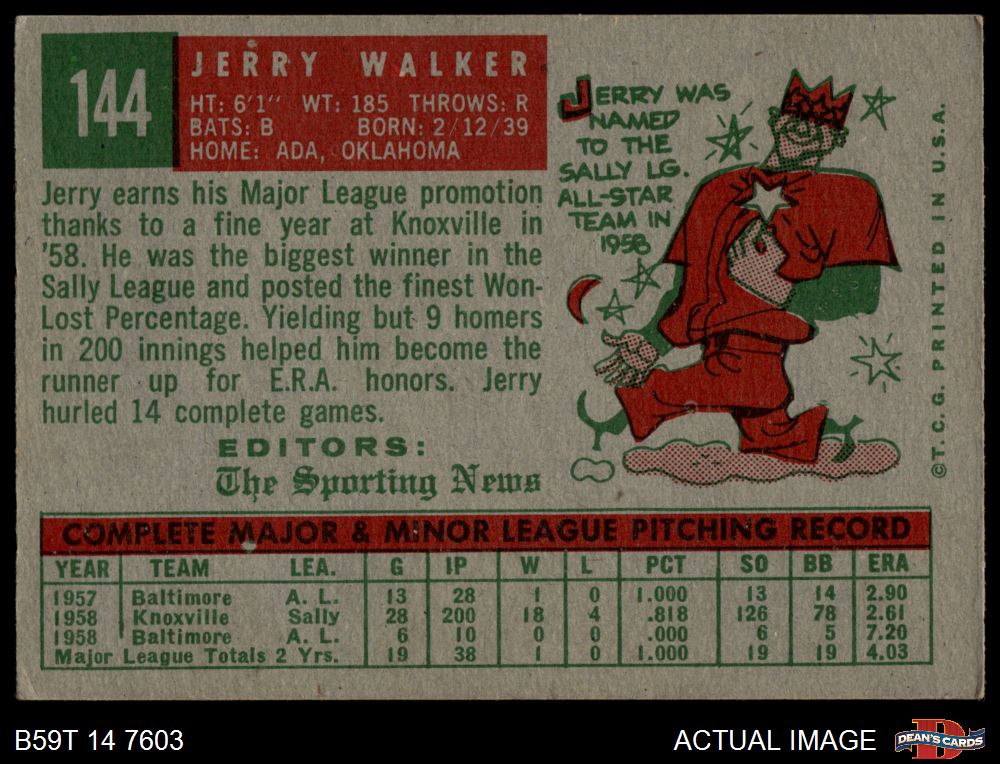 144
JERRY WALKER
HT: 6'1" WT: 185 THROWS: R
BATS: B BORN: 2/12/39
HOME: ADA, OKLAHOMA
Jerry earns his Major League promotion
thanks to a fine year at Knoxville in
'58. He was the biggest winner in the
Sally League and posted the finest Won-
Lost Percentage. Yielding but 9 homers
in 200 innings helped him become the
runner up for E.R.A. honors. Jerry
hurled 14 complete games.
EDITORS:
The Sporting News
JERRY WAS
NAMED
TO THE
SALLY LG.
ALL-STAR
TEAM IN
1958
©T. C. G. PRINTED IN U.S.A.
COMPLETE MAJOR & MINOR LEAGUE PITCHING RECORD
YEAR TEAM LEA. G IP W L PCT SO BB ERA
1957 Baltimore A. L. 13 28 1 0 1.000 13 14 2.90
1958 Knoxville Sally 28 200 18 4 .818 126 78 2.61
1958 Baltimore A. L. 6 10 0 0 .000 6 5 7.20
Major League Totals 2 Yrs. 19 38 1 0 1.000 19 19 4.03
B59T 14 7603
ACTUAL IMAGE
D
DEAN'S CARDS